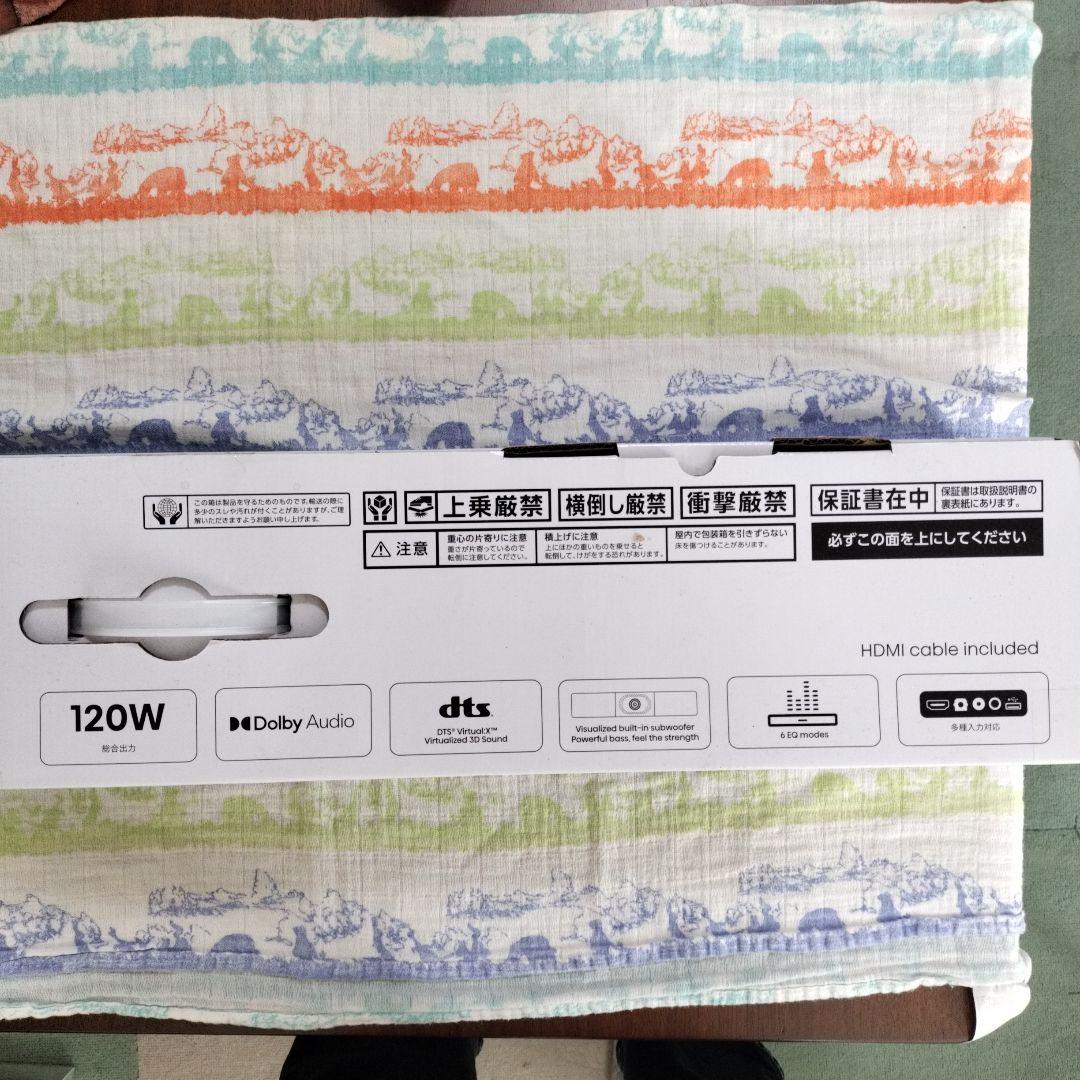 この箱は製品を守るためのものです。輸送の際に
多少のスレや汚れが付くことがありますが、ご理
解いただきますようお願い申し上げます。
上乗厳禁
横倒し厳禁
衝撃厳禁
注意
重心の片寄りに注意
重さが片寄っているので
転倒に注意してください。
積上げに注意
上にほかの重いものを乗せると
転倒して、けがをする恐れがあります。
屋内で包装箱を引きずらない
床を傷つけることがあります。
保証書在中
保証書は取扱説明書の
裏表紙にあります。
必ずこの面を上にしてください
HDMI cable included
120W
総合出力
Dolby Audio
dts
DTS® Virtual:X™
Virtualized 3D Sound
Visualized built-in subwoofer
Powerful bass, feel the strength
6 EQ modes
多種入力対応